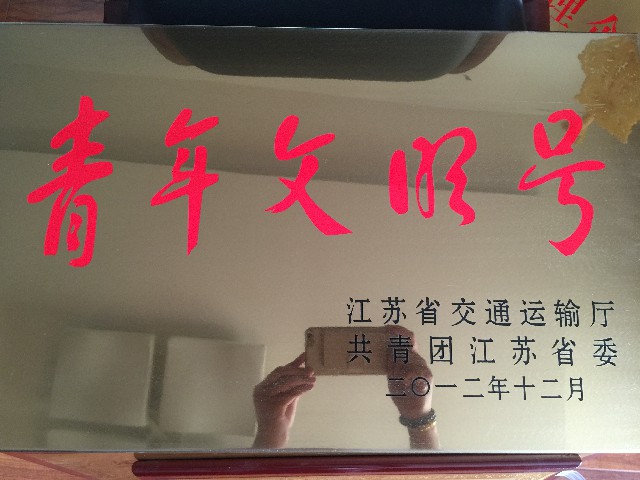 青年文明号
江苏省交通运输厅
共青团江苏省委
二〇一二年十二月